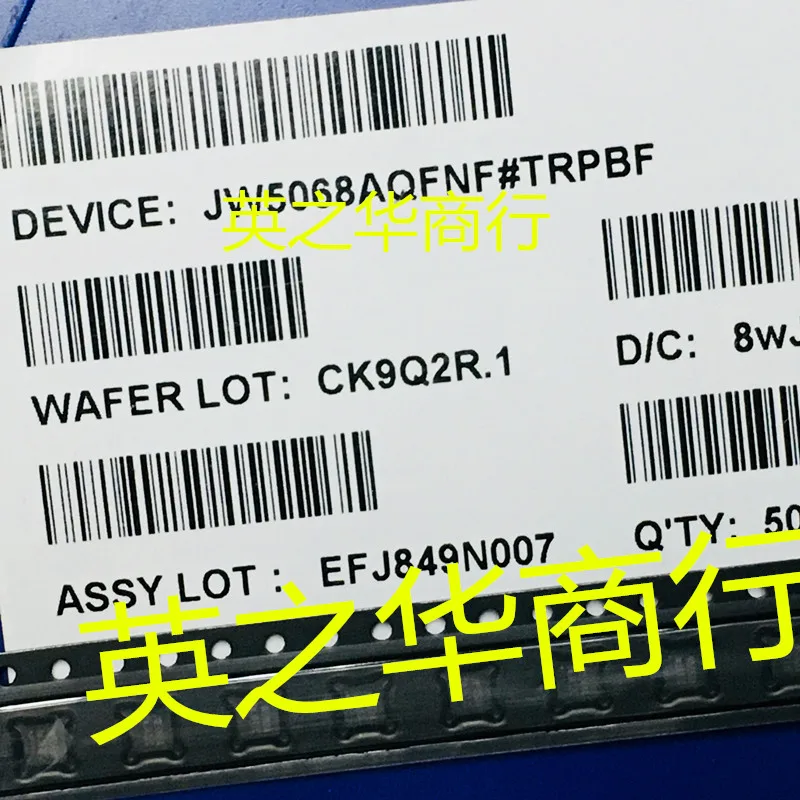 DEVICE: JW5068AQFNF#TRPBF
英之华商行
WAFER LOT: CK9Q2R.1
D/C: 8wJ
ASSY LOT : EFJ849N007
Q'TY: 50
英之华商行